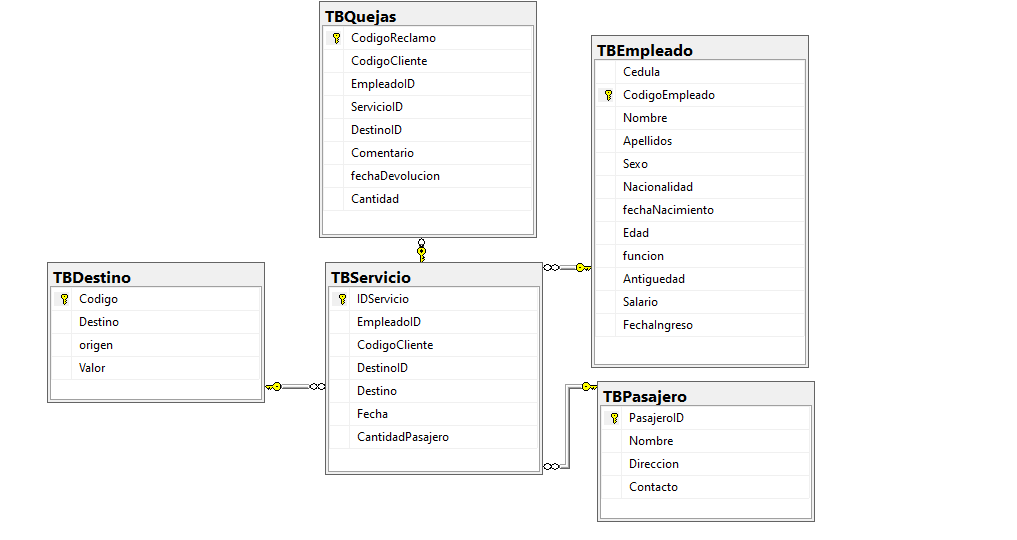 TBQuejas
CodigoReclamo
CodigoCliente
EmpleadoID
ServicioID
DestinoID
Comentario
fechaDevolucion
Cantidad
TBEmpleado
Cedula
CodigoEmpleado
Nombre
Apellidos
Sexo
Nacionalidad
fechaNacimiento
Edad
funcion
Antiguedad
Salario
FechaIngreso
TBDestino
Codigo
Destino
origen
Valor
TBServicio
IDServicio
EmpleadoID
CodigoCliente
DestinoID
Destino
Fecha
CantidadPasajero
TBPasajero
PasajeroID
Nombre
Direccion
Contacto